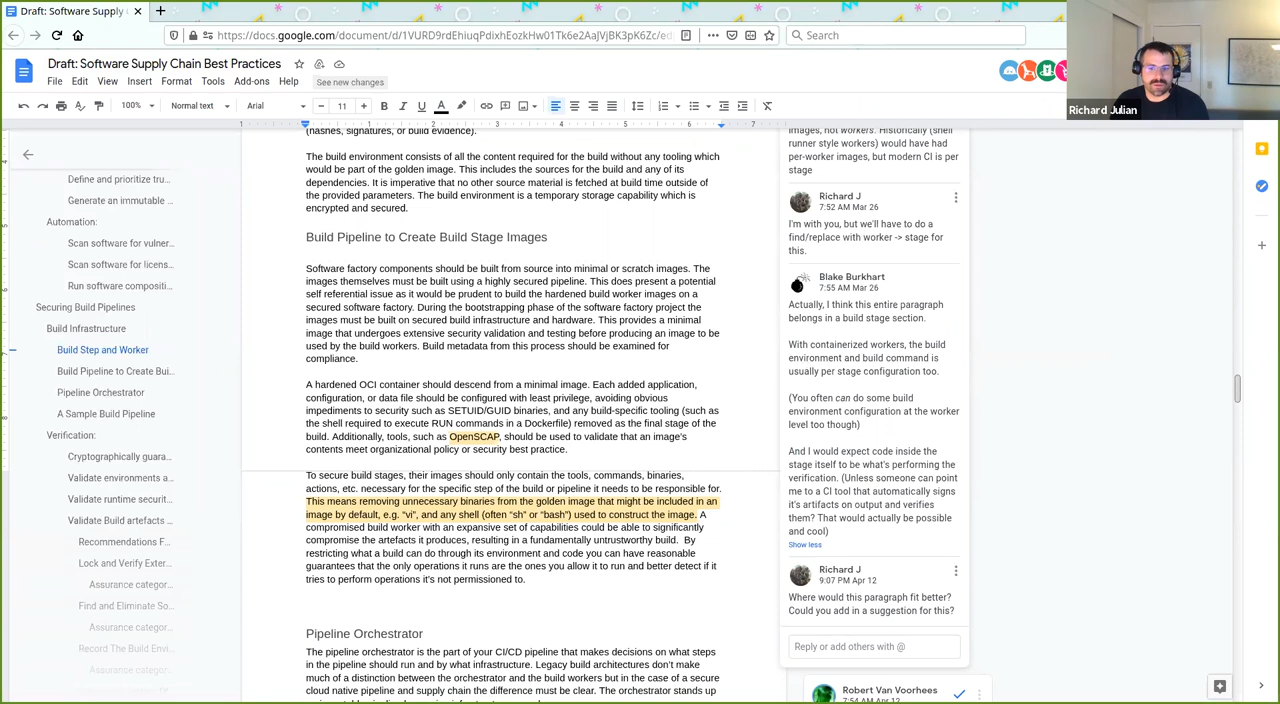 Draft: Software Supply C
https://docs.google.com/document/d/1VURD9rdEhiuqPdixhEozkHw01Tk6e2AaJVjBK3pK6Zc/ed
Search
Draft: Software Supply Chain Best Practices
File Edit View Insert Format Tools Add-ons Help See new changes
100% Normal text Arial 11
Richard Julian
1 1 2 3 4 5 6 7
(hashes, signatures, or build evidence).
The build environment consists of all the content required for the build without any tooling which
would be part of the golden image. This includes the sources for the build and any of its
dependencies. It is imperative that no other source material is fetched at build time outside of
the provided parameters. The build environment is a temporary storage capability which is
encrypted and secured.
Build Pipeline to Create Build Stage Images
Software factory components should be built from source into minimal or scratch images. The
images themselves must be built using a highly secured pipeline. This does present a potential
self referential issue as it would be prudent to build the hardened build worker images on a
secured software factory. During the bootstrapping phase of the software factory project the
images must be built on secured build infrastructure and hardware. This provides a minimal
image that undergoes extensive security validation and testing before producing an image to be
used by the build workers. Build metadata from this process should be examined for
compliance.
A hardened OCI container should descend from a minimal image. Each added application,
configuration, or data file should be configured with least privilege, avoiding obvious
impediments to security such as SETUID/GUID binaries, and any build-specific tooling (such as
the shell required to execute RUN commands in a Dockerfile) removed as the final stage of the
build. Additionally, tools, such as OpenSCAP, should be used to validate that an image's
contents meet organizational policy or security best practice.
To secure build stages, their images should only contain the tools, commands, binaries,
actions, etc. necessary for the specific step of the build or pipeline it needs to be responsible for.
This means removing unnecessary binaries from the golden image that might be included in an
image by default, e.g. “vi”, and any shell (often “sh” or “bash”) used to construct the image. A
compromised build worker with an expansive set of capabilities could be able to significantly
compromise the artefacts it produces, resulting in a fundamentally untrustworthy build. By
restricting what a build can do through its environment and code you can have reasonable
guarantees that the only operations it runs are the ones you allow it to run and better detect if it
tries to perform operations it's not permissioned to.
Pipeline Orchestrator
The pipeline orchestrator is the part of your CI/CD pipeline that makes decisions on what steps
in the pipeline should run and by what infrastructure. Legacy build architectures don't make
much of a distinction between the orchestrator and the build workers but in the case of a secure
cloud native pipeline and supply chain the difference must be clear. The orchestrator stands up
Define and prioritize tru...
Generate an immutable ...
Automation:
Scan software for vulner...
Scan software for licens...
Run software compositi...
Securing Build Pipelines
Build Infrastructure
Build Step and Worker
Build Pipeline to Create Bui...
Pipeline Orchestrator
A Sample Build Pipeline
Verification:
Cryptographically guara...
Validate environments a...
Validate runtime securit...
Validate Build artefacts ...
Recommendations F...
Lock and Verify Exter...
Assurance categor...
Find and Eliminate So...
Assurance categor...
Record The Build Envi...
Assurance categor...
images, not workers. Historically (shell
runner style workers) would have had
per-worker images, but modern CI is per
stage
Richard J
7:52 AM Mar 26
I'm with you, but we'll have to do a
find/replace with worker -> stage for
this.
Blake Burkhart
7:55 AM Mar 26
Actually, I think this entire paragraph
belongs in a build stage section.
With containerized workers, the build
environment and build command is
usually per stage configuration too.
(You often can do some build
environment configuration at the worker
level too though)
And I would expect code inside the
stage itself to be what's performing the
verification. (Unless someone can point
me to a CI tool that automatically signs
it's artifacts on output and verifies
them? That would actually be possible
and cool)
Show less
Richard J
9:07 PM Apr 12
Where would this paragraph fit better?
Could you add in a suggestion for this?
Reply or add others with @
Robert Van Voorhees
7:54 AM Apr 12